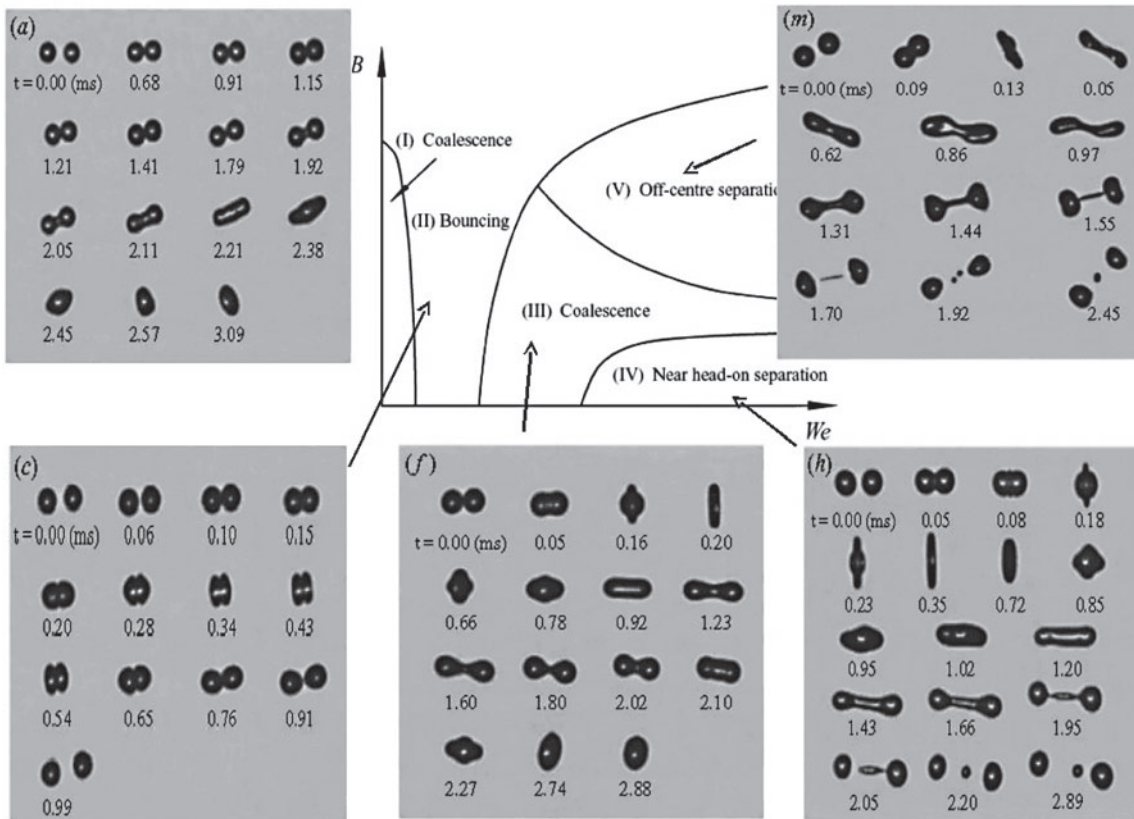 (a)
t = 0.00 (ms) 0.68 0.91 1.15
1.21 1.41 1.79 1.92
2.05 2.11 2.21 2.38
2.45 2.57 3.09
B
(I) Coalescence
(II) Bouncing
(V) Off-centre separation
(III) Coalescence
(IV) Near head-on separation
We
(m)
t = 0.00 (ms) 0.09 0.13 0.05
0.62 0.86 0.97
1.31 1.44 1.55
1.70 1.92 2.45
(c)
t = 0.00 (ms) 0.06 0.10 0.15
0.20 0.28 0.34 0.43
0.54 0.65 0.76 0.91
0.99
(f)
t = 0.00 (ms) 0.05 0.16 0.20
0.66 0.78 0.92 1.23
1.60 1.80 2.02 2.10
2.27 2.74 2.88
(h)
t = 0.00 (ms) 0.05 0.08 0.18
0.23 0.35 0.72 0.85
0.95 1.02 1.20
1.43 1.66 1.95
2.05 2.20 2.89